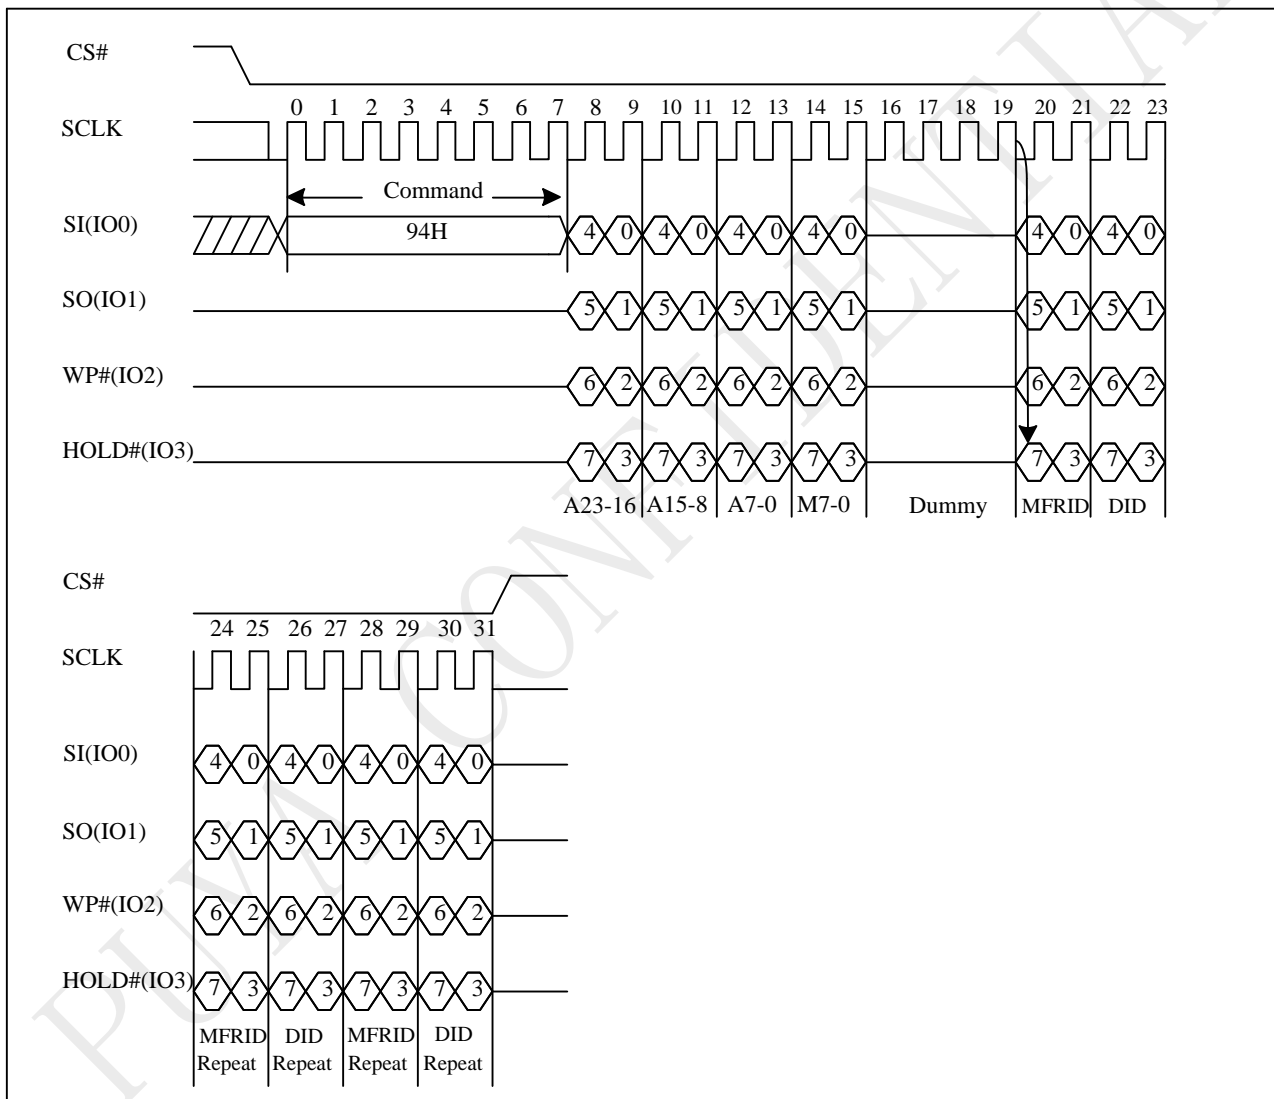 CS#
0 1 2 3 4 5 6 7 8 9 10 11 12 13 14 15 16 17 18 19 20 21 22 23
SCLK
Command
SI(IO0) 94H 4 0 4 0 4 0 4 0 4 0 4 0
SO(IO1) 5 1 5 1 5 1 5 1 5 1 5 1
WP#(IO2) 6 2 6 2 6 2 6 2 6 2 6 2
HOLD#(IO3) 7 3 7 3 7 3 7 3 7 3 7 3
A23-16 A15-8 A7-0 M7-0 Dummy MFRID DID
CS#
24 25 26 27 28 29 30 31
SCLK
SI(IO0) 4 0 4 0 4 0 4 0
SO(IO1) 5 1 5 1 5 1 5 1
WP#(IO2) 6 2 6 2 6 2 6 2
HOLD#(IO3) 7 3 7 3 7 3 7 3
MFRID DID MFRID DID
Repeat Repeat Repeat Repeat
PUYA CONFIDENTIAL